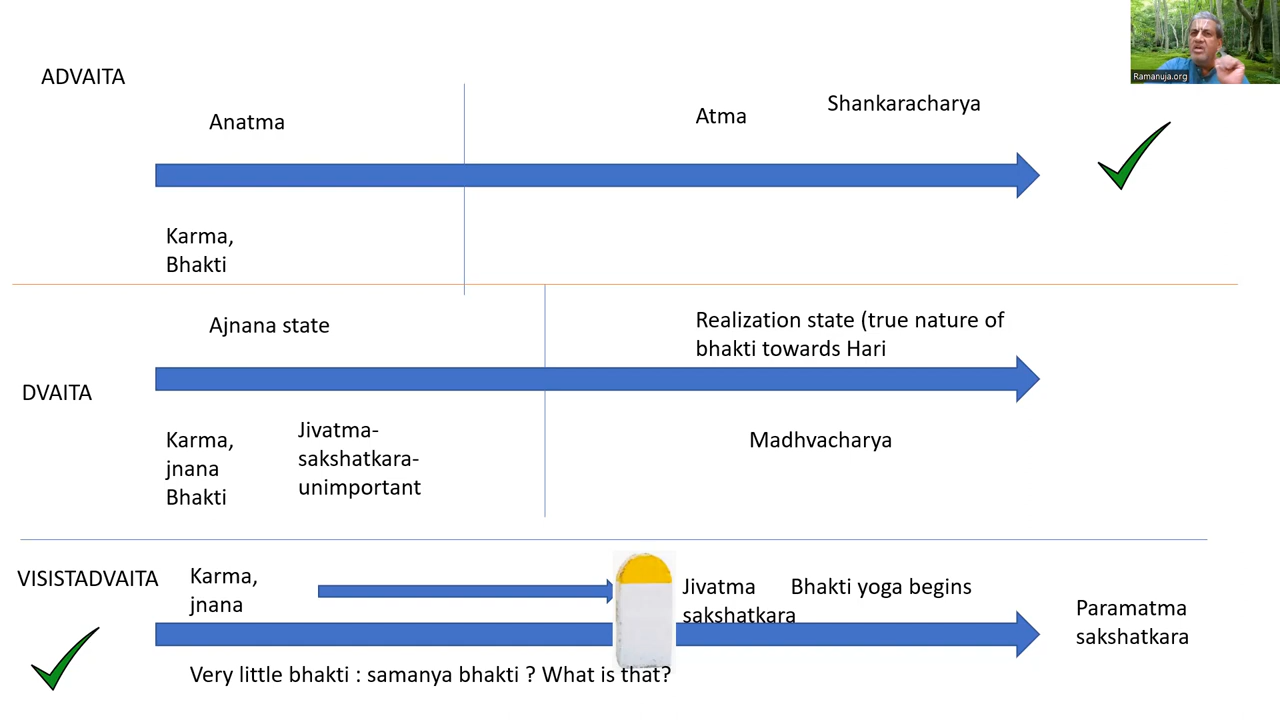 ADVAITA
Anatma
Atma
Shankaracharya
Ramanuja.org
Karma,
Bhakti
Ajnana state
Realization state (true nature of
bhakti towards Hari
DVAITA
Karma,
jnana
Bhakti
Jivatma-
sakshatkara-
unimportant
Madhvacharya
VISISTADVAITA
Karma,
jnana
Jivatma
sakshatkara
Bhakti yoga begins
Paramatma
sakshatkara
Very little bhakti : samanya bhakti ? What is that?